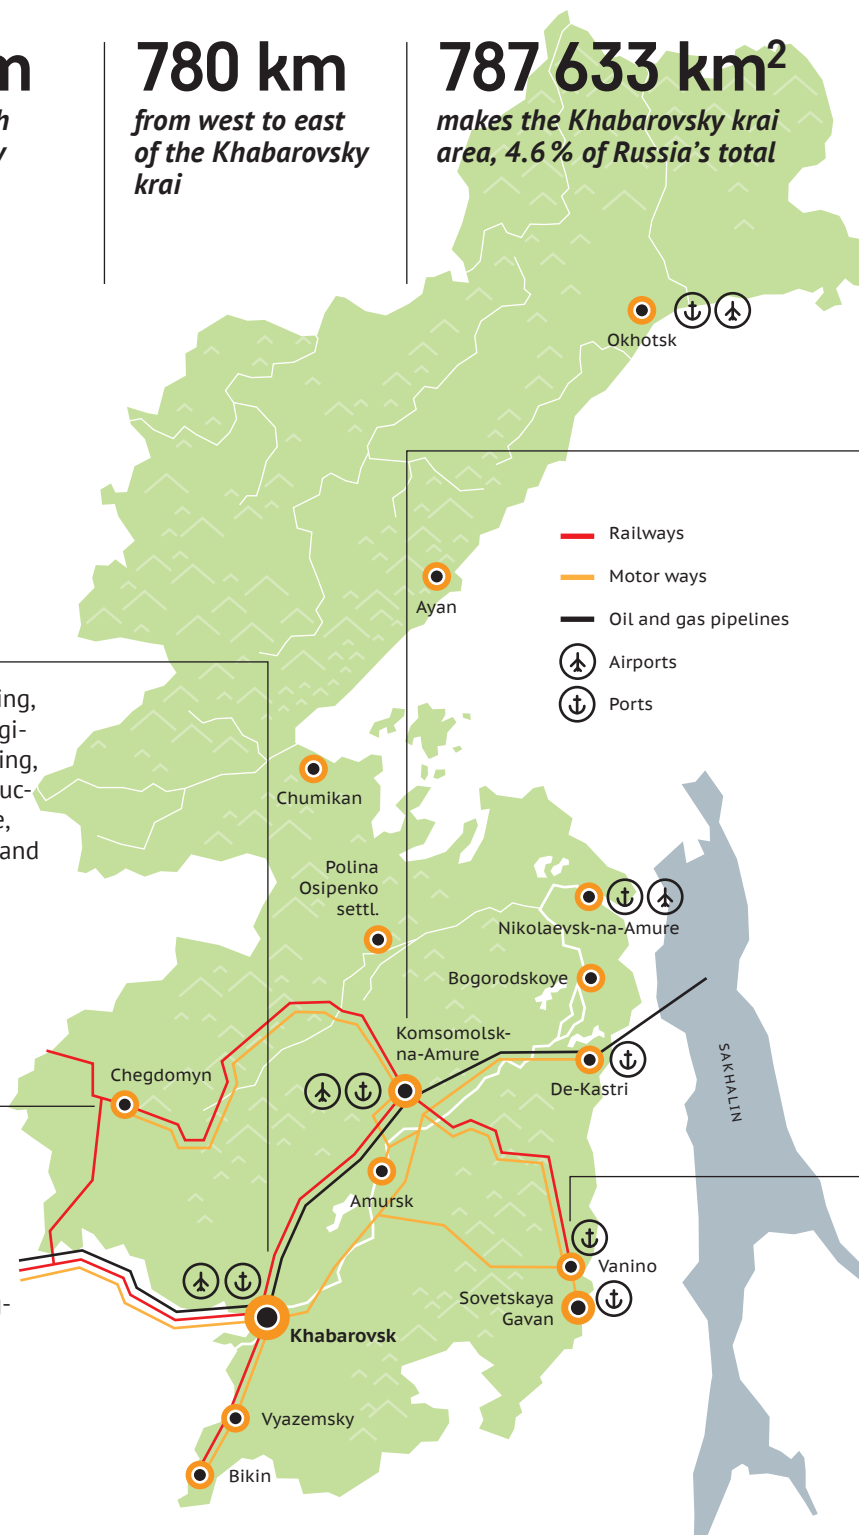 780 km
from west to east
of the Khabarovsky
krai
787 633 km²
makes the Khabarovsky krai
area, 4.6% of Russia's total
Okhotsk
Railways
Motor ways
Oil and gas pipelines
Airports
Ports
Ayan
Chumikan
and
Polina
Osipenko
settl.
Nikolaevsk-na-Amure
Bogorodskoye
Komsomolsk-
na-Amure
De-Kastri
SAKHALIN
Chegdomyn
Amursk
Vanino
Sovetskaya
Gavan
Khabarovsk
Vyazemsky
Bikin